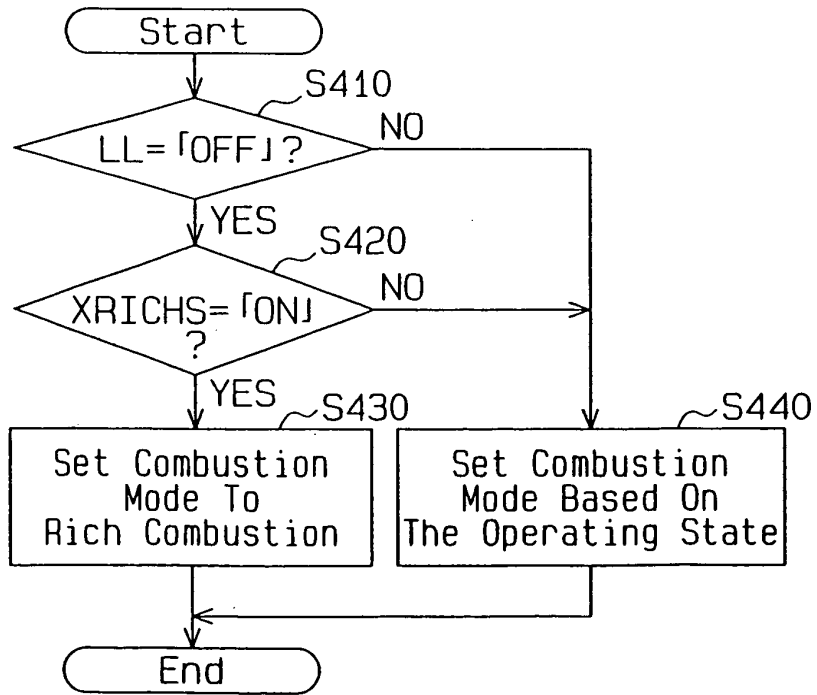 Start
S410
LL=「OFF」?
NO
YES
S420
XRICHS=「ON」
?
NO
YES
S430
Set Combustion
Mode To
Rich Combustion
S440
Set Combustion
Mode Based On
The Operating State
End